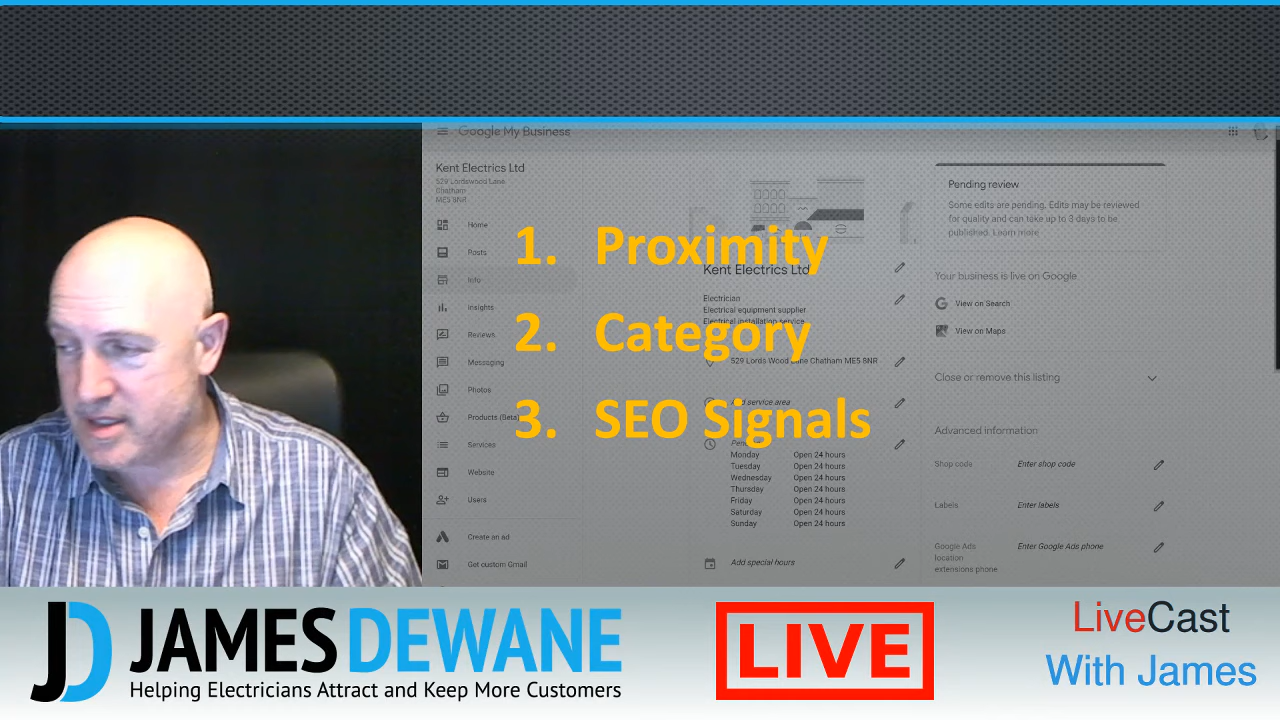 Google My Business
Kent Electrics Ltd
529 Lordswood Lane
Chatham
ME5 8NR
Home
Posts
Info
Insights
Reviews
Messaging
Photos
Products (Beta)
Services
Website
Users
Create an ad
Get custom Gmail
1. Proximity
2. Category
3. SEO Signals
Kent Electrics Ltd
Electrician
Electrical equipment supplier
Electrical installation service
529 Lords Wood Lane Chatham ME5 8NR
Add service area
Monday Open 24 hours
Tuesday Open 24 hours
Wednesday Open 24 hours
Thursday Open 24 hours
Friday Open 24 hours
Saturday Open 24 hours
Sunday Open 24 hours
Add special hours
Pending review
Some edits are pending. Edits may be reviewed
for quality and can take up to 3 days to be
published. Learn more
Your business is live on Google
View on Search
View on Maps
Close or remove this listing
Advanced information
Shop code Enter shop code
Labels Enter labels
Google Ads
location
extensions phone
Enter Google Ads phone
JD JAMES DEWANE
Helping Electricians Attract and Keep More Customers
LIVE
LiveCast
With James